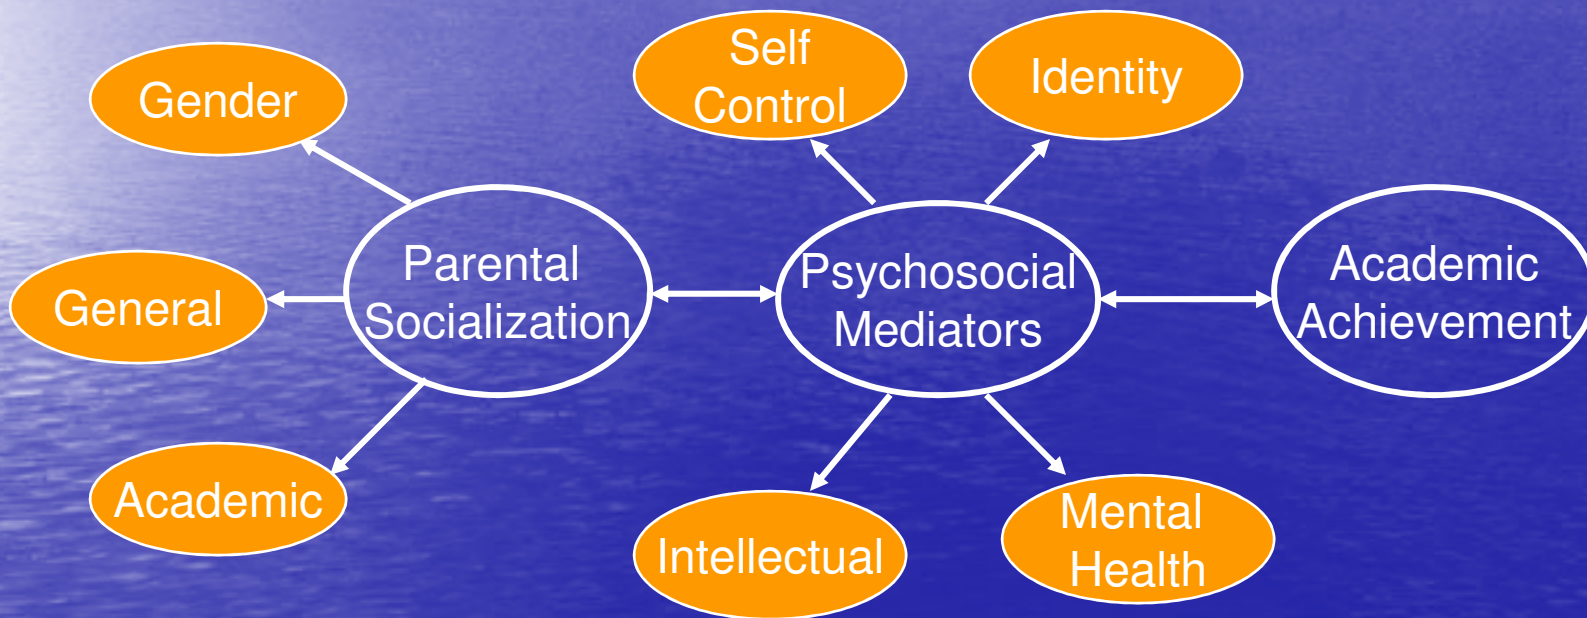 Gender
Self
Control
Identity
General
Parental
Socialization
Psychosocial
Mediators
Academic
Achievement
Academic
Intellectual
Mental
Health